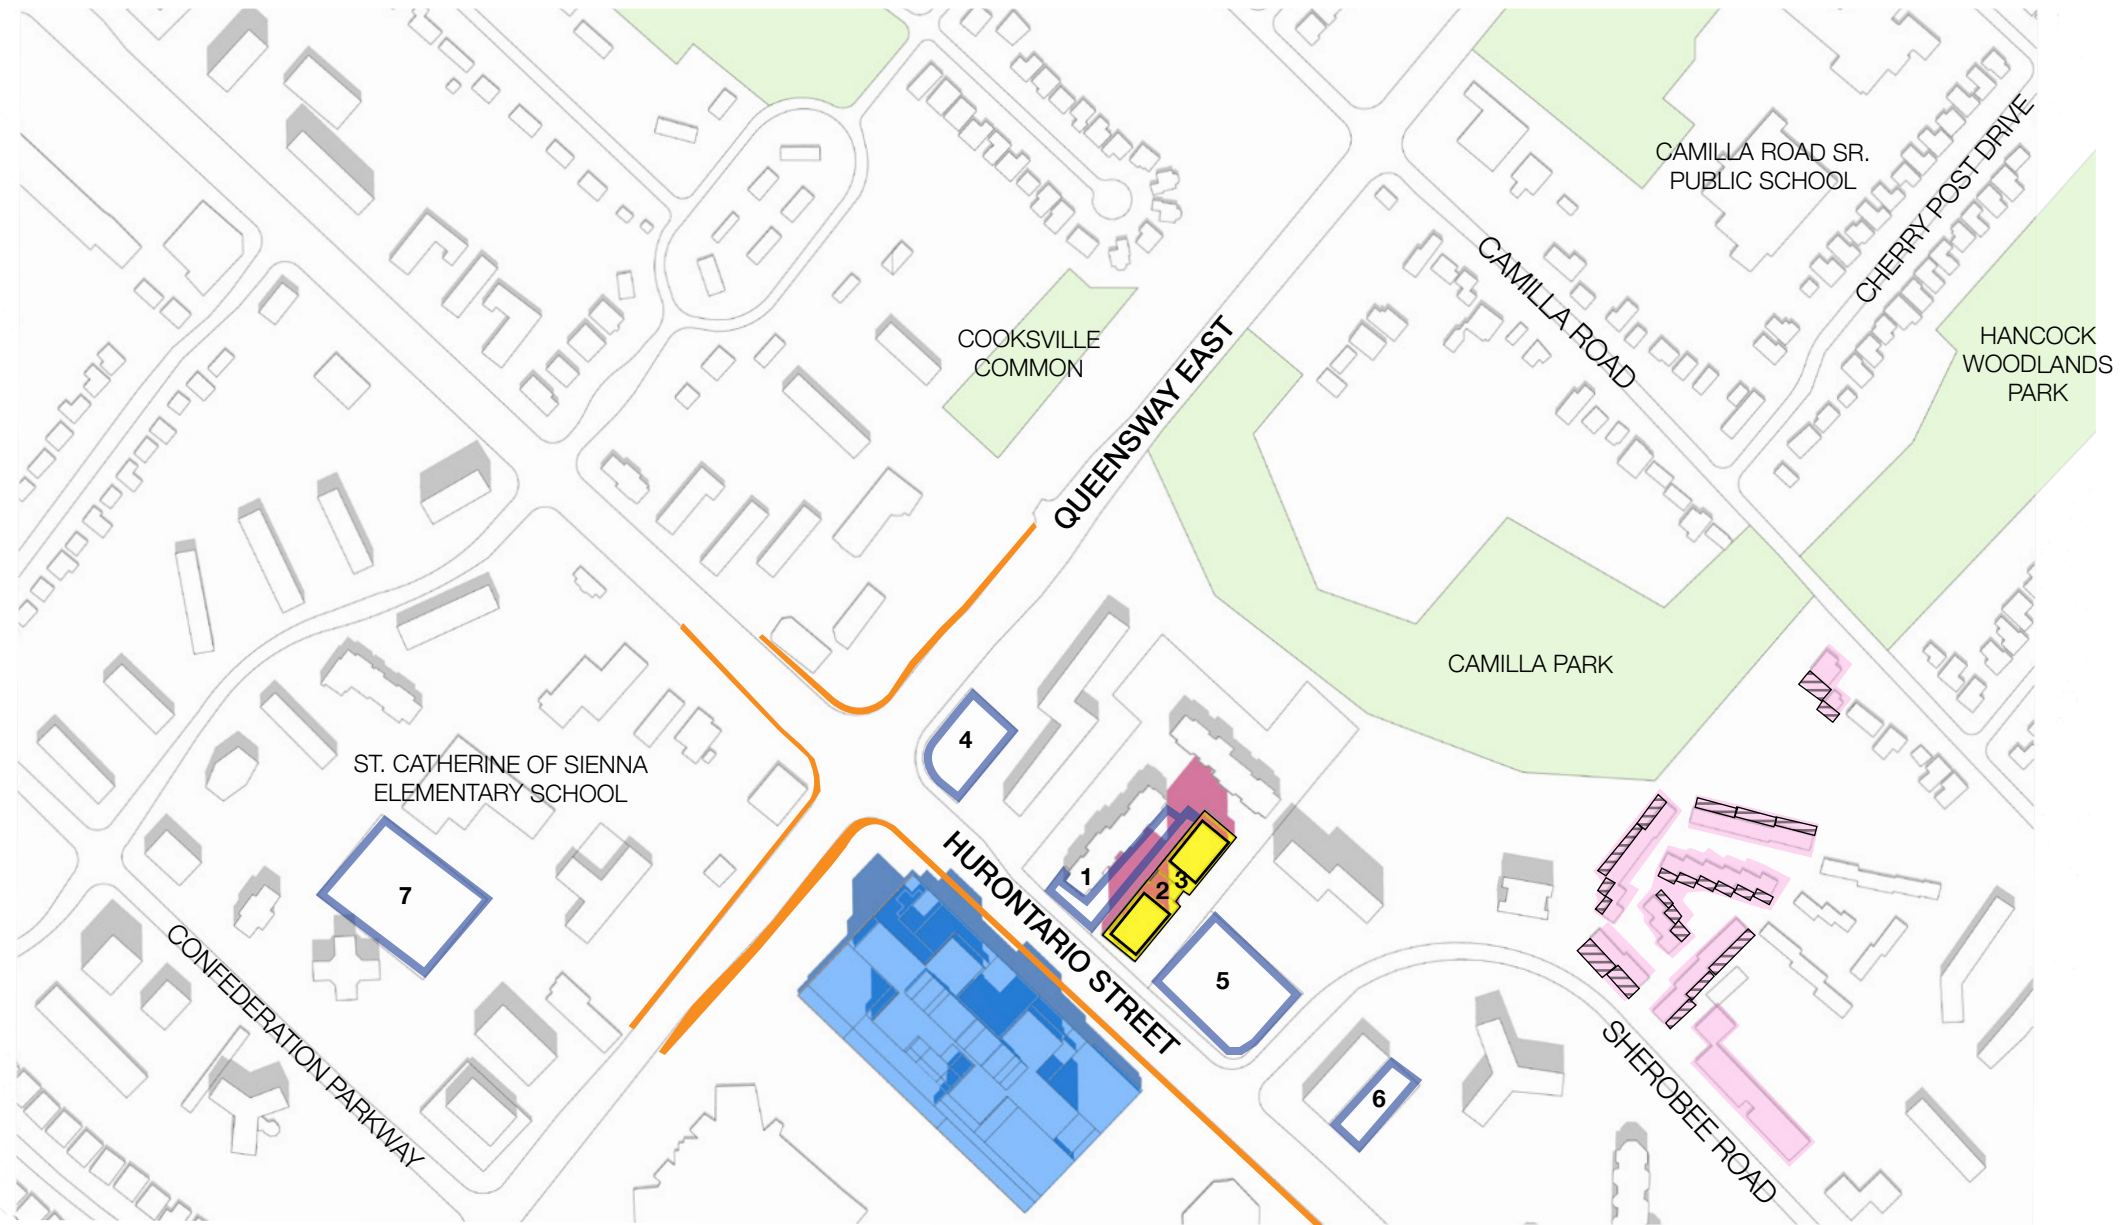 CAMILLA ROAD SR.
PUBLIC SCHOOL
CHERRY POST DRIVE
CAMILLA ROAD
HANCOCK
WOODLANDS
PARK
COOKSVILLE
COMMON
QUEENSWAY EAST
CAMILLA PARK
4
ST. CATHERINE OF SIENNA
ELEMENTARY SCHOOL
7
HURONTARIO STREET
1
2
3
5
6
CONFEDERATION PARKWAY
SHEROBEE ROAD